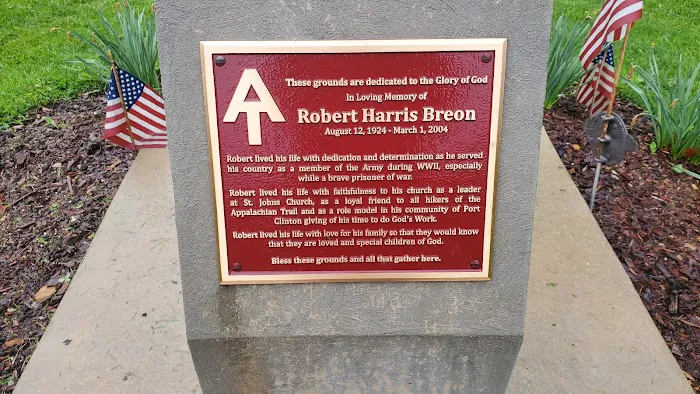 These grounds are dedicated to the Glory of God
In Loving Memory of
Robert Harris Breon
August 12, 1924 - March 1, 2004
Robert lived his life with dedication and determination as he served
his country as a member of the Army during WWII, especially
while a brave prisoner of war.
Robert lived his life with faithfulness to his church as a leader
at St. Johns Church, as a loyal friend to all hikers of the
Appalachian Trail and as a role model in his community of Port
Clinton giving of his time to do God's Work.
Robert lived his life with love for his family so that they would know
that they are loved and special children of God.
Bless these grounds and all that gather here.